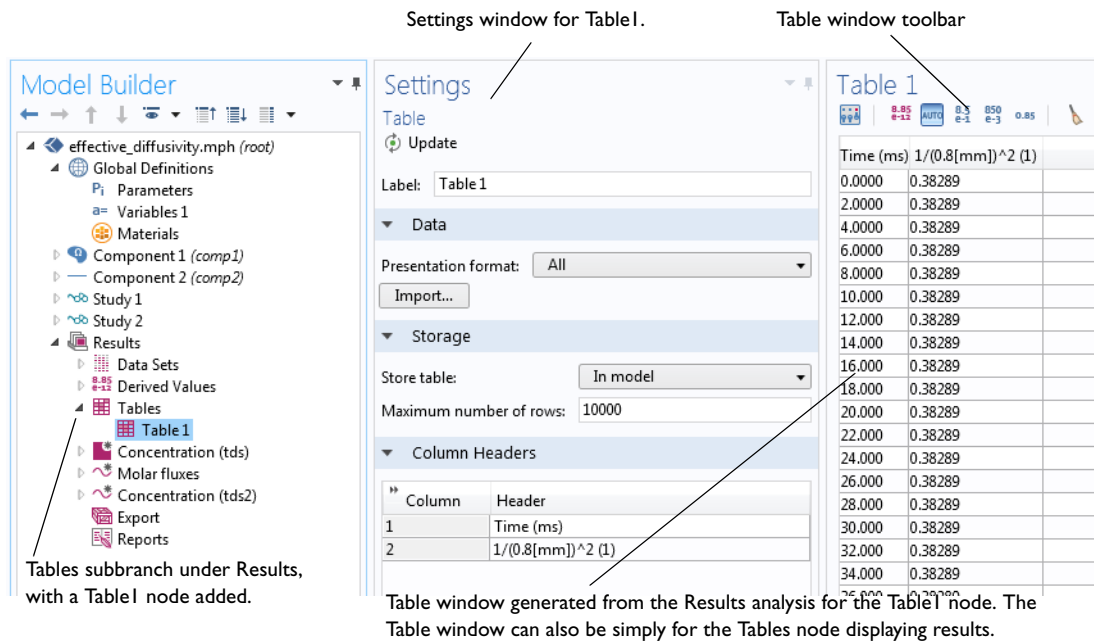 Settings window for Table1.
Table window toolbar
Model Builder
effective_diffusivity.mph (root)
Global Definitions
Pi Parameters
a= Variables 1
Materials
Component 1 (comp1)
Component 2 (comp2)
Study 1
Study 2
Results
Data Sets
8.85 e-12 Derived Values
Tables
Table 1
Concentration (tds)
Molar fluxes
Concentration (tds2)
Export
Reports
Tables subbranch under Results,
with a Table1 node added.
Settings
Table
Update
Label: Table 1
Data
Presentation format: All
Import...
Storage
Store table: In model
Maximum number of rows: 10000
Column Headers
Column Header
1 Time (ms)
2 1/(0.8[mm])^2 (1)
Table 1
8.85 e-12 AUTO 8.5 e-1 850 e-3 0.85
Time (ms) 1/(0.8[mm])^2 (1)
0.0000 0.38289
2.0000 0.38289
4.0000 0.38289
6.0000 0.38289
8.0000 0.38289
10.000 0.38289
12.000 0.38289
14.000 0.38289
16.000 0.38289
18.000 0.38289
20.000 0.38289
22.000 0.38289
24.000 0.38289
26.000 0.38289
28.000 0.38289
30.000 0.38289
32.000 0.38289
34.000 0.38289
Table window generated from the Results analysis for the Table1 node. The
Table window can also be simply for the Tables node displaying results.